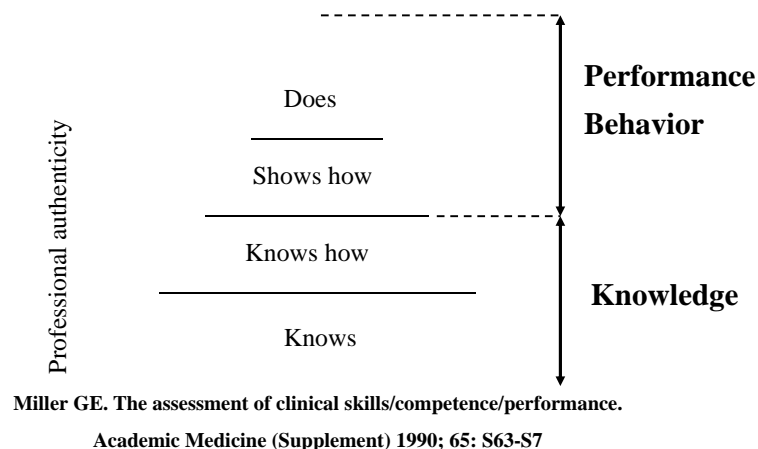 Performance
Behavior
Does
Shows how
Knows how
Knowledge
Knows
Professional authenticity
Miller GE. The assessment of clinical skills/competence/performance.
Academic Medicine (Supplement) 1990; 65: S63-S7